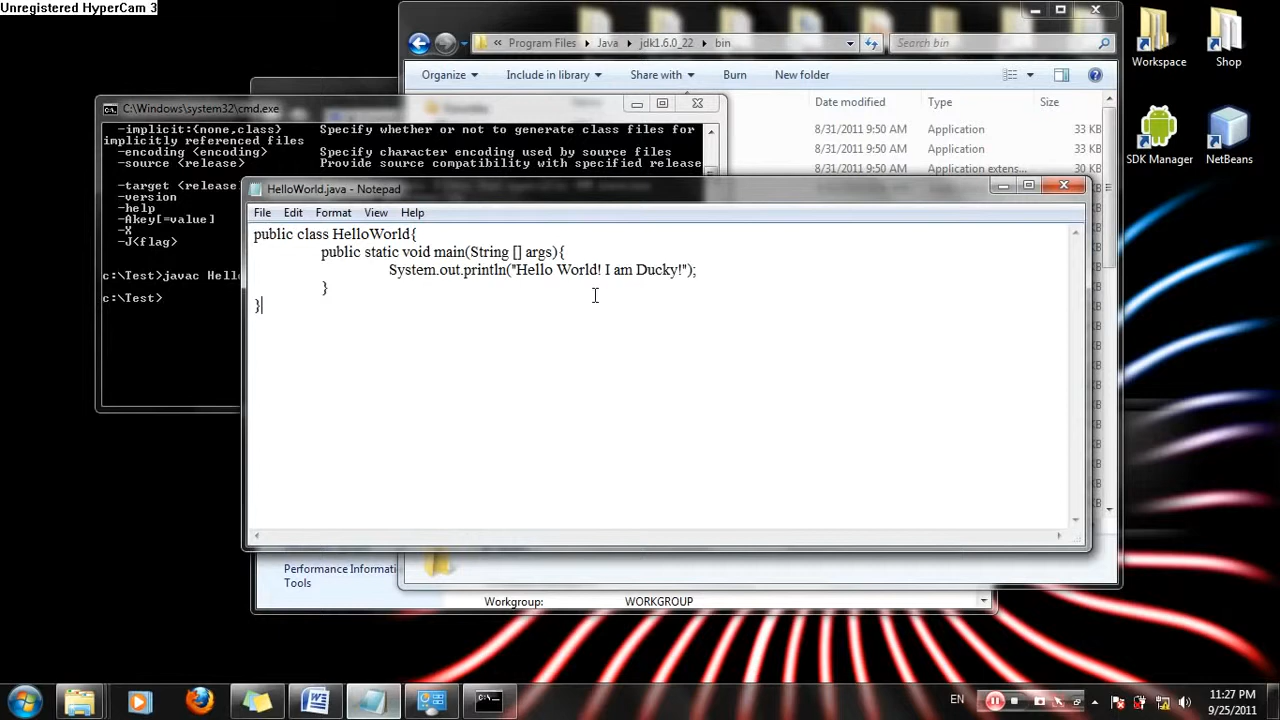 Unregistered HyperCam 3
« Program Files Java jdk1.6.0_22 bin
Search bin
Organize Include in library Share with Burn New folder
Date modified Type Size
8/31/2011 9:50 AM Application 33 KB
8/31/2011 9:50 AM Application 33 KB
8/31/2011 9:50 AM Application extens... 30 KB
Workspace
Shop
SDK Manager
NetBeans
C:\Windows\system32\cmd.exe
-implicit:{none,class} Specify whether or not to generate class files for
implicitly referenced files
-encoding <encoding> Specify character encoding used by source files
-source <release> Provide source compatibility with specified release
-target <release
-version
-help
-Akey[=value]
-X
-J<flag>
c:\Test>javac Hell
c:\Test>
HelloWorld.java - Notepad
File Edit Format View Help
public class HelloWorld{
public static void main(String [] args){
System.out.println("Hello World! I am Ducky!");
}
}
Performance Informati
Tools
Workgroup: WORKGROUP
EN
11:27 PM
9/25/2011